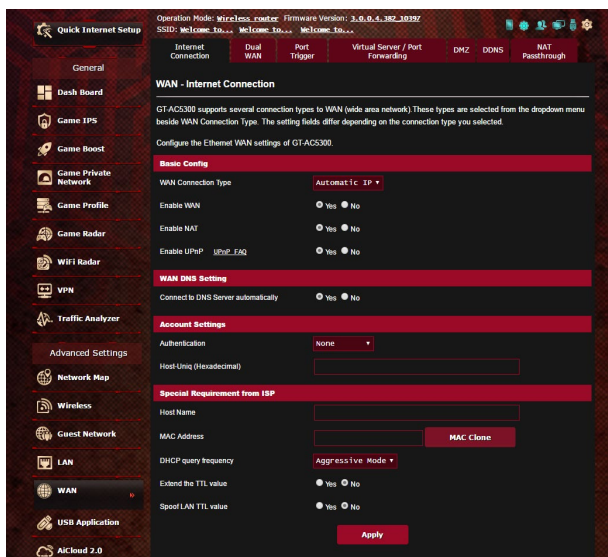 Quick Internet Setup
General
Dash Board
Game IPS
Game Boost
Game Private
Network
Game Profile
Game Radar
WiFi Radar
VPN
Traffic Analyzer
Advanced Settings
Network Map
Wireless
Guest Network
LAN
WAN
USB Application
AiCloud 2.0
Operation Mode: Wireless router Firmware Version: 3.0.0.4.382_10397
SSID: Welcome to... Welcome to... Welcome to...
Internet
Connection
Dual
WAN
Port
Trigger
Virtual Server / Port
Forwarding
DMZ
DDNS
NAT
Passthrough
WAN - Internet Connection
GT-AC5300 supports several connection types to WAN (wide area network).These types are selected from the dropdown menu
beside WAN Connection Type. The setting fields differ depending on the connection type you selected.
Configure the Ethernet WAN settings of GT-AC5300.
Basic Config
WAN Connection Type Automatic IP
Enable WAN Yes No
Enable NAT Yes No
Enable UPnP UPnP FAQ Yes No
WAN DNS Setting
Connect to DNS Server automatically Yes No
Account Settings
Authentication None
Host-Uniq (Hexadecimal)
Special Requirement from ISP
Host Name
MAC Address MAC Clone
DHCP query frequency Aggressive Mode
Extend the TTL value Yes No
Spoof LAN TTL value Yes No
Apply